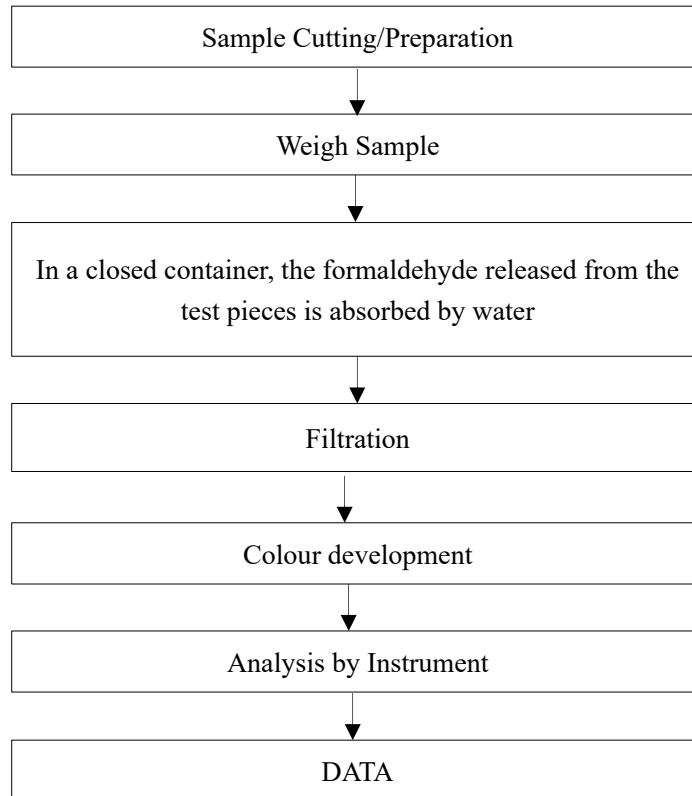 Sample Cutting/Preparation
Weigh Sample
In a closed container, the formaldehyde released from the
test pieces is absorbed by water
Filtration
Colour development
Analysis by Instrument
DATA